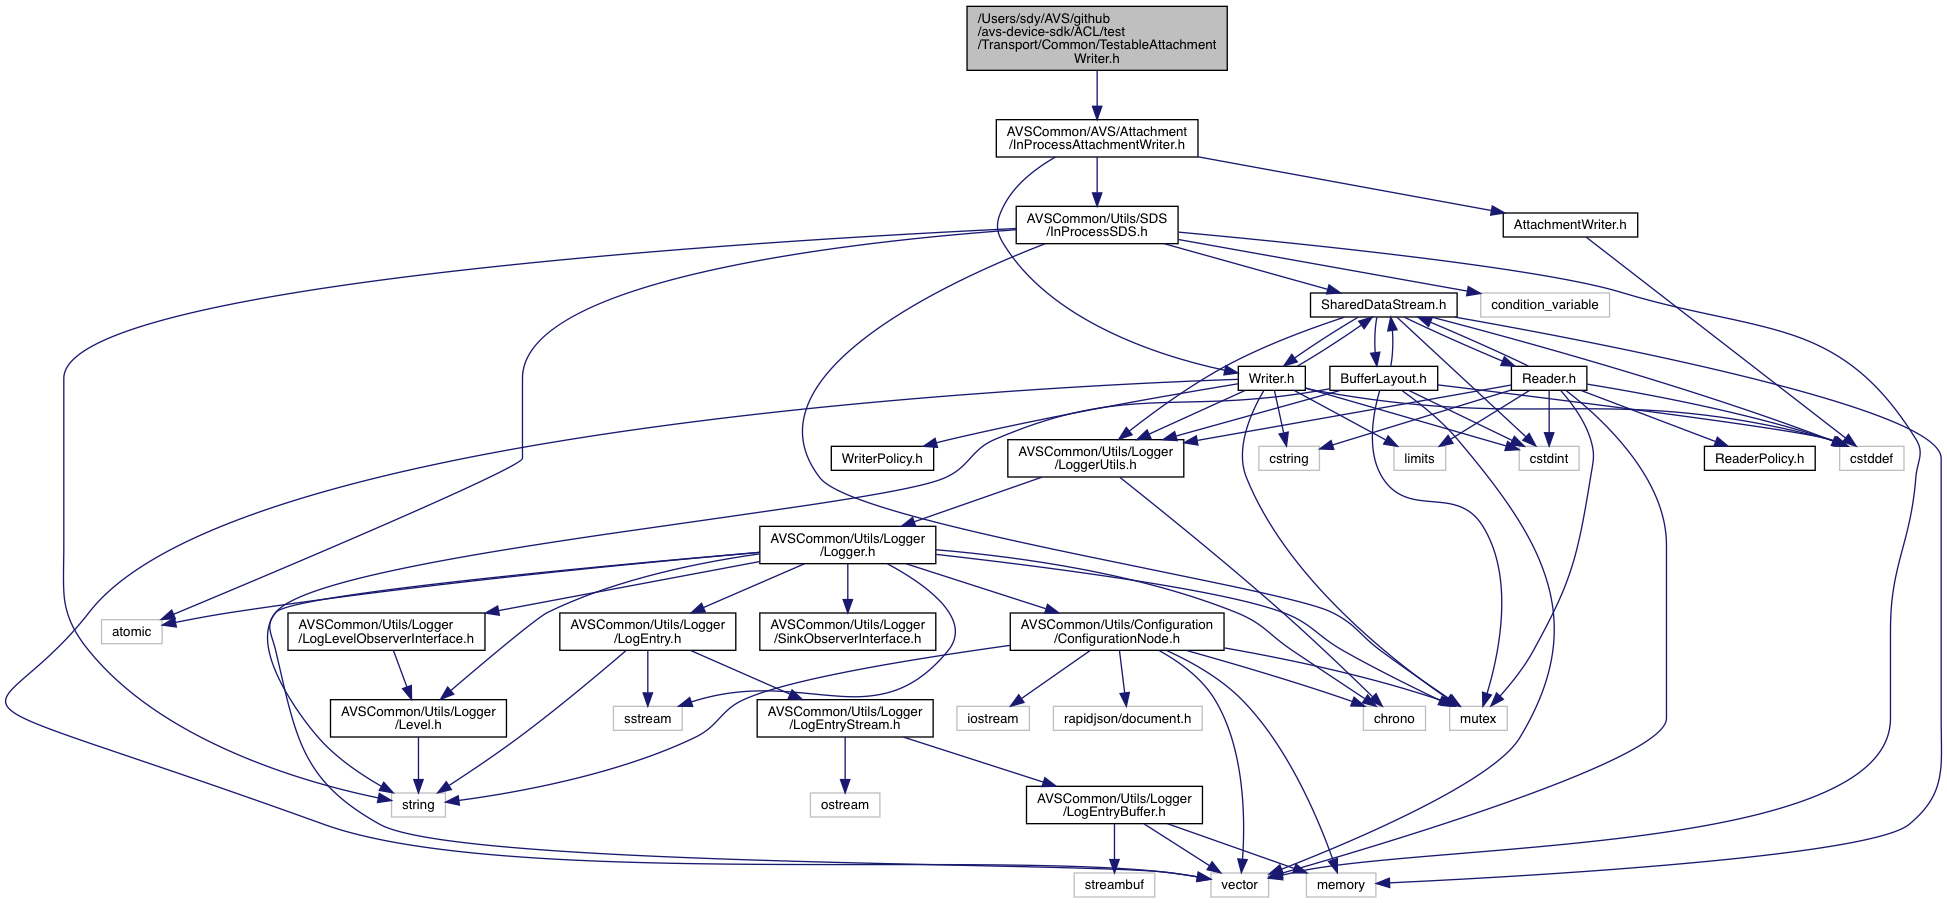 /Users/sdy/AVS/github
/avs-device-sdk/ACL/test
/Transport/Common/TestableAttachment
Writer.h
AVSCommon/AVS/Attachment
/InProcessAttachmentWriter.h
AVSCommon/Utils/SDS
/InProcessSDS.h
AttachmentWriter.h
SharedDataStream.h
condition_variable
Writer.h
BufferLayout.h
Reader.h
WriterPolicy.h
AVSCommon/Utils/Logger
/LoggerUtils.h
cstring
limits
cstdint
ReaderPolicy.h
cstddef
AVSCommon/Utils/Logger
/Logger.h
atomic
AVSCommon/Utils/Logger
/LogLevelObserverInterface.h
AVSCommon/Utils/Logger
/LogEntry.h
AVSCommon/Utils/Logger
/SinkObserverInterface.h
AVSCommon/Utils/Configuration
/ConfigurationNode.h
AVSCommon/Utils/Logger
/Level.h
sstream
AVSCommon/Utils/Logger
/LogEntryStream.h
iostream
rapidjson/document.h
chrono
mutex
string
ostream
AVSCommon/Utils/Logger
/LogEntryBuffer.h
streambuf
vector
memory